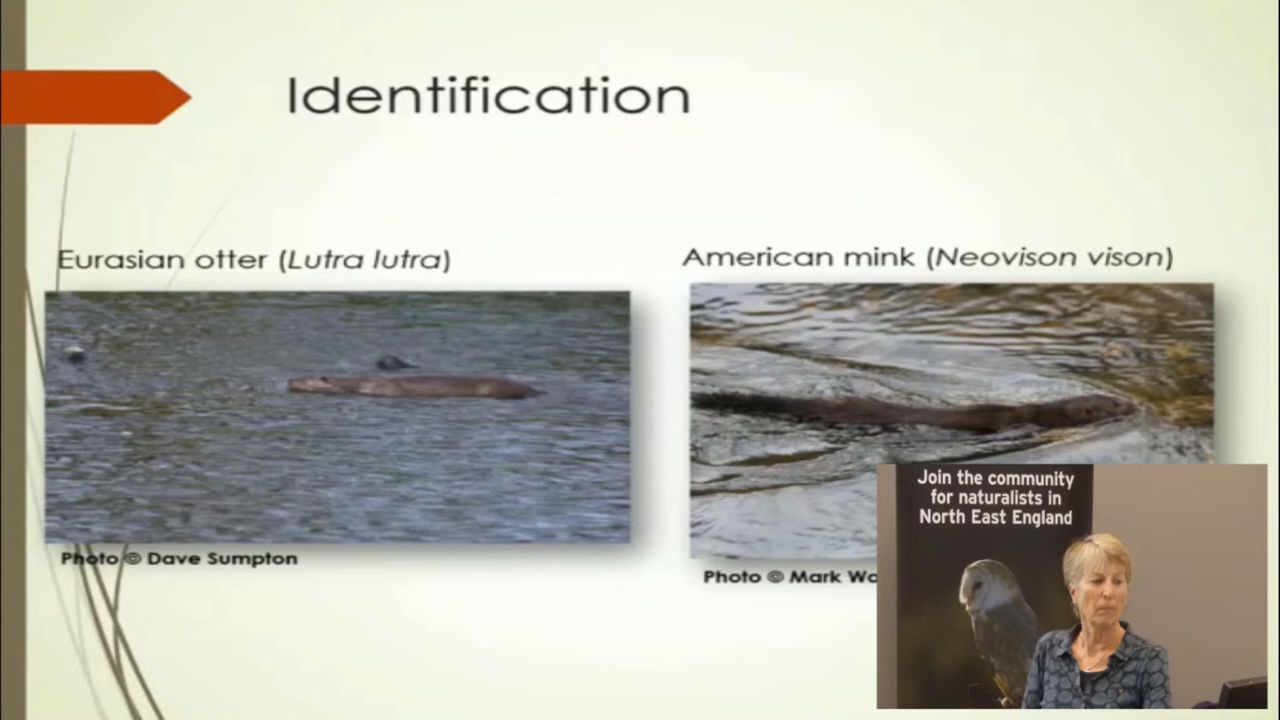 Identification
Eurasian otter (Lutra lutra)
American mink (Neovison vison)
Photo © Dave Sumpton
Photo © Mark
Join the community
for naturalists in
North East England